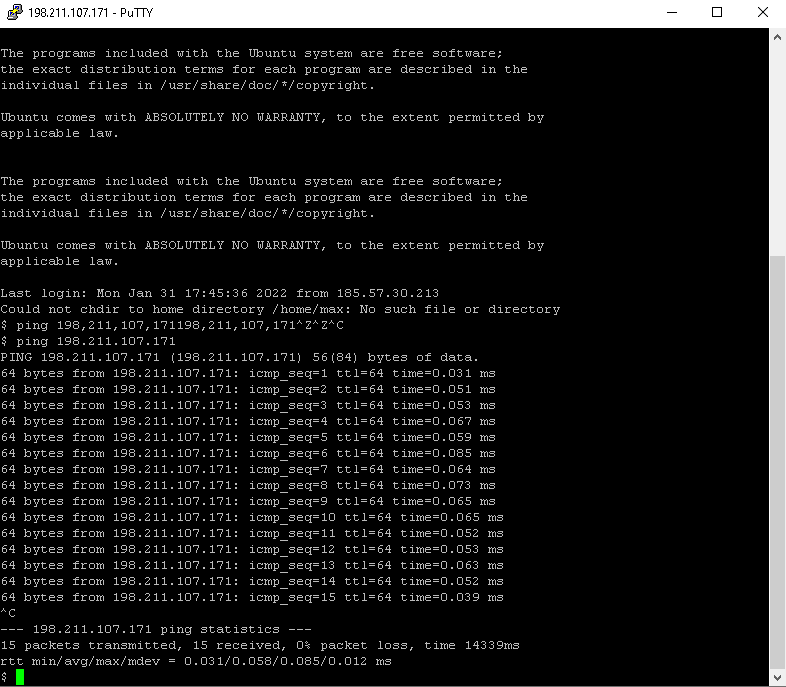 198.211.107.171 - PuTTY
The programs included with the Ubuntu system are free software;
the exact distribution terms for each program are described in the
individual files in /usr/share/doc/*/copyright.
Ubuntu comes with ABSOLUTELY NO WARRANTY, to the extent permitted by
applicable law.
The programs included with the Ubuntu system are free software;
the exact distribution terms for each program are described in the
individual files in /usr/share/doc/*/copyright.
Ubuntu comes with ABSOLUTELY NO WARRANTY, to the extent permitted by
applicable law.
Last login: Mon Jan 31 17:45:36 2022 from 185.57.30.213
Could not chdir to home directory /home/max: No such file or directory
$ ping 198,211,107,171198,211,107,171^Z^Z^C
$ ping 198.211.107.171
PING 198.211.107.171 (198.211.107.171) 56(84) bytes of data.
64 bytes from 198.211.107.171: icmp_seq=1 ttl=64 time=0.031 ms
64 bytes from 198.211.107.171: icmp_seq=2 ttl=64 time=0.051 ms
64 bytes from 198.211.107.171: icmp_seq=3 ttl=64 time=0.053 ms
64 bytes from 198.211.107.171: icmp_seq=4 ttl=64 time=0.067 ms
64 bytes from 198.211.107.171: icmp_seq=5 ttl=64 time=0.059 ms
64 bytes from 198.211.107.171: icmp_seq=6 ttl=64 time=0.085 ms
64 bytes from 198.211.107.171: icmp_seq=7 ttl=64 time=0.064 ms
64 bytes from 198.211.107.171: icmp_seq=8 ttl=64 time=0.073 ms
64 bytes from 198.211.107.171: icmp_seq=9 ttl=64 time=0.065 ms
64 bytes from 198.211.107.171: icmp_seq=10 ttl=64 time=0.065 ms
64 bytes from 198.211.107.171: icmp_seq=11 ttl=64 time=0.052 ms
64 bytes from 198.211.107.171: icmp_seq=12 ttl=64 time=0.053 ms
64 bytes from 198.211.107.171: icmp_seq=13 ttl=64 time=0.063 ms
64 bytes from 198.211.107.171: icmp_seq=14 ttl=64 time=0.052 ms
64 bytes from 198.211.107.171: icmp_seq=15 ttl=64 time=0.039 ms
^C
--- 198.211.107.171 ping statistics ---
15 packets transmitted, 15 received, 0% packet loss, time 14339ms
rtt min/avg/max/mdev = 0.031/0.058/0.085/0.012 ms
$